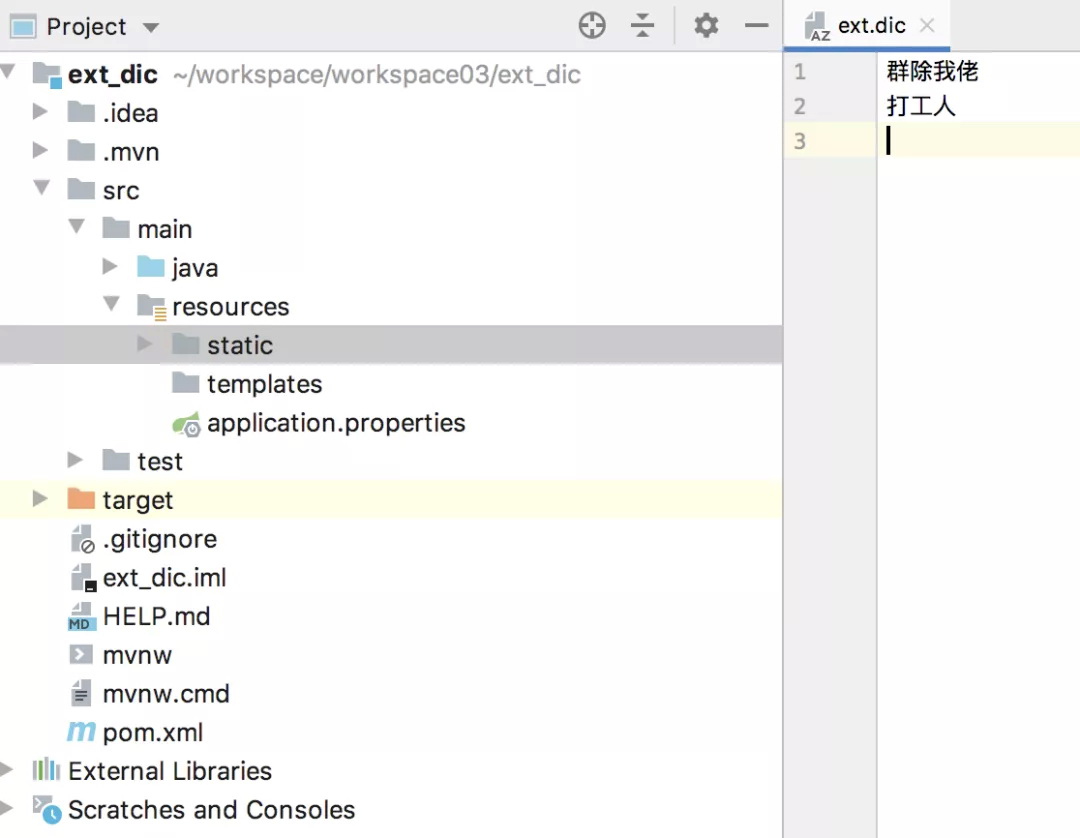 Project
ext_dic ~/workspace/workspace03/ext_dic
.idea
.mvn
src
main
java
resources
static
templates
application.properties
test
target
.gitignore
ext_dic.iml
MD HELP.md
mvnw
mvnw.cmd
m pom.xml
External Libraries
Scratches and Consoles
AZ ext.dic
1 群除我佬
2 打工人
3